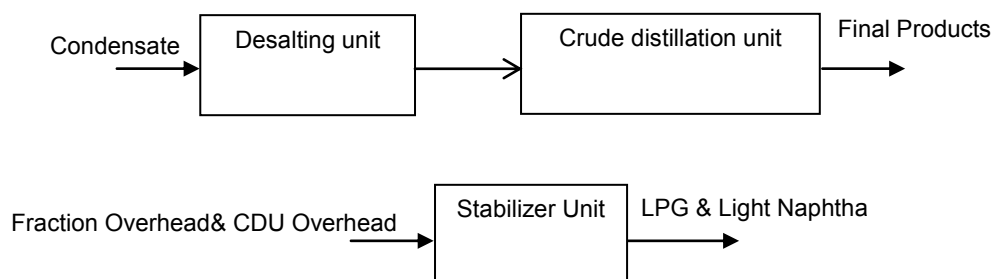 Condensate
Desalting unit
Crude distillation unit
Final Products
Fraction Overhead& CDU Overhead
Stabilizer Unit
LPG & Light Naphtha